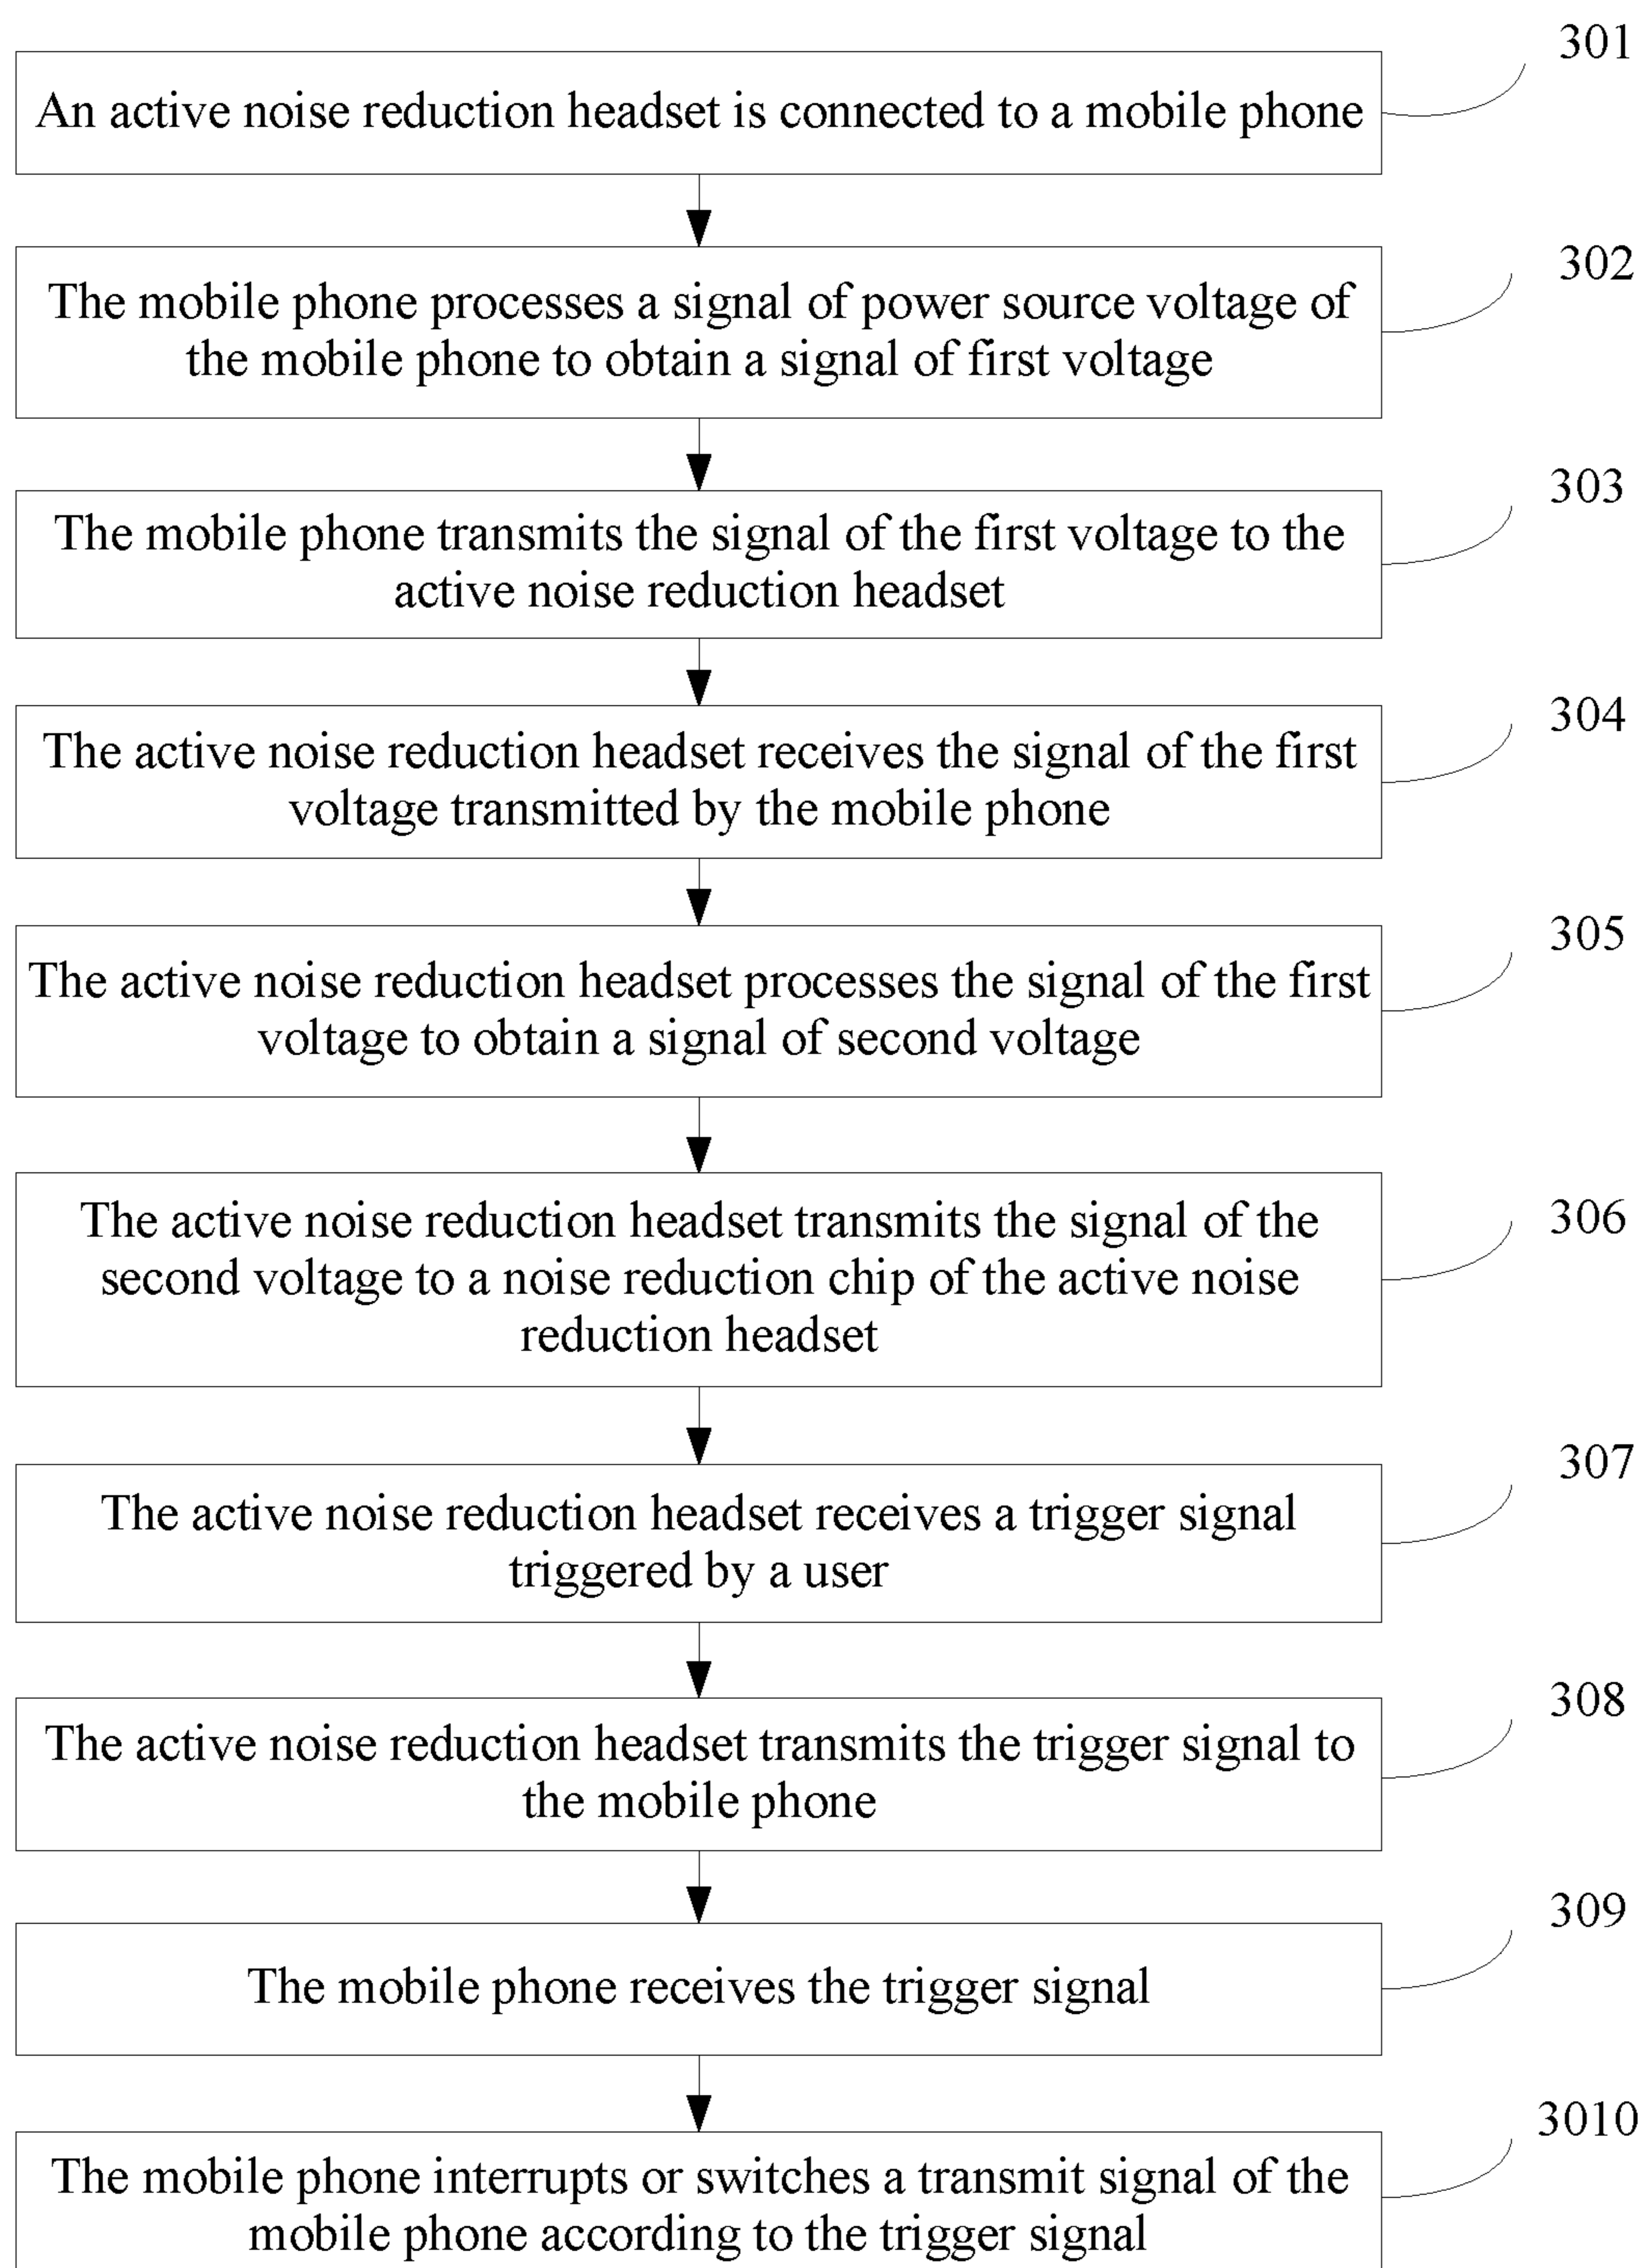 301
An active noise reduction headset is connected to a mobile phone
302
The mobile phone processes a signal of power source voltage of
the mobile phone to obtain a signal of first voltage
303
The mobile phone transmits the signal of the first voltage to the
active noise reduction headset
304
The active noise reduction headset receives the signal of the first
voltage transmitted by the mobile phone
305
The active noise reduction headset processes the signal of the first
voltage to obtain a signal of second voltage
306
The active noise reduction headset transmits the signal of the
second voltage to a noise reduction chip of the active noise
reduction headset
307
The active noise reduction headset receives a trigger signal
triggered by a user
308
The active noise reduction headset transmits the trigger signal to
the mobile phone
309
The mobile phone receives the trigger signal
3010
The mobile phone interrupts or switches a transmit signal of the
mobile phone according to the trigger signal